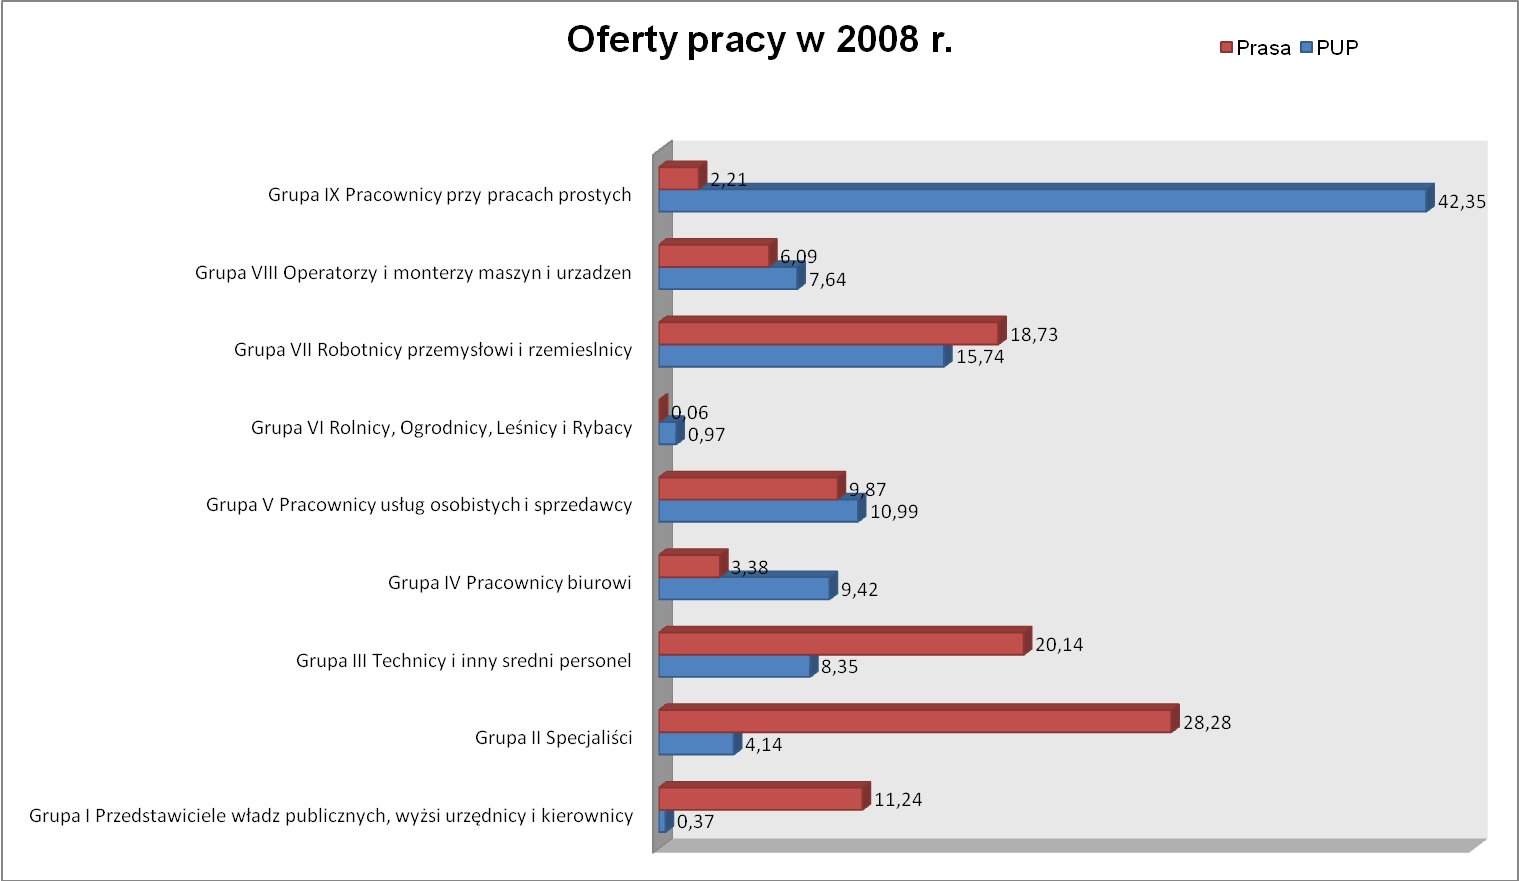 Oferty pracy w 2008 r.
Prasa PUP
Grupa IX Pracownicy przy pracach prostych
2,21
42,35
Grupa VIII Operatorzy i monterzy maszyn i urzadzen
6,09
7,64
Grupa VII Robotnicy przemysłowi i rzemieslnicy
18,73
15,74
Grupa VI Rolnicy, Ogrodnicy, Leśnicy i Rybacy
0,06
0,97
Grupa V Pracownicy usług osobistych i sprzedawcy
9,87
10,99
Grupa IV Pracownicy biurowi
3,38
9,42
Grupa III Technicy i inny sredni personel
20,14
8,35
Grupa II Specjaliści
28,28
4,14
Grupa I Przedstawiciele władz publicznych, wyżsi urzędnicy i kierownicy
11,24
0,37